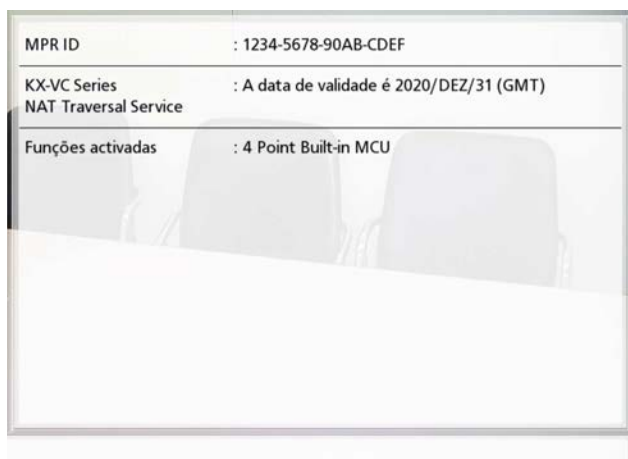 MPR ID : 1234-5678-90AB-CDEF
KX-VC Series : A data de validade é 2020/DEZ/31 (GMT)
NAT Traversal Service
Funções activadas : 4 Point Built-in MCU